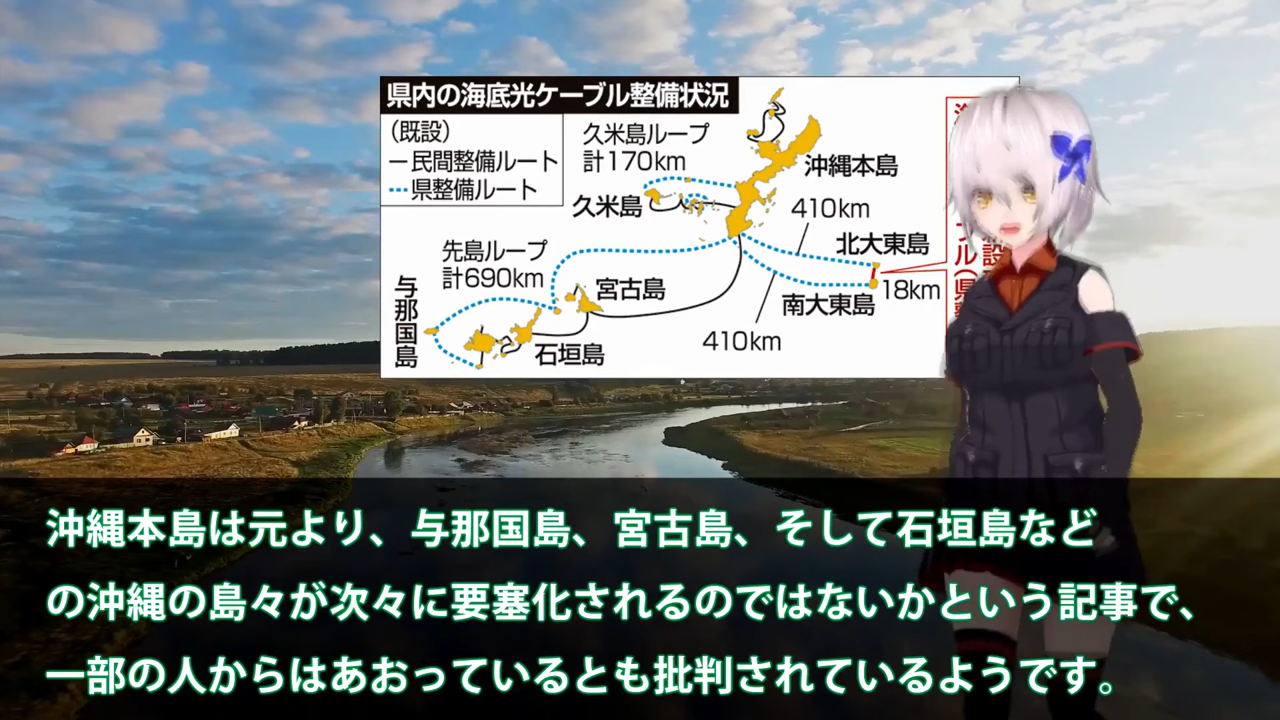 県内の海底光ケーブル整備状況
(既設)
ー民間整備ルート
県整備ルート
久米島ループ
計170km
久米島
沖縄本島
410km
北大東島
18km
南大東島
410km
先島ループ
計690km
宮古島
与那国島
石垣島
沖縄本島は元より、与那国島、宮古島、そして石垣島など
の沖縄の島々が次々に要塞化されるのではないかという記事で、
一部の人からはあおっているとも批判されているようです。